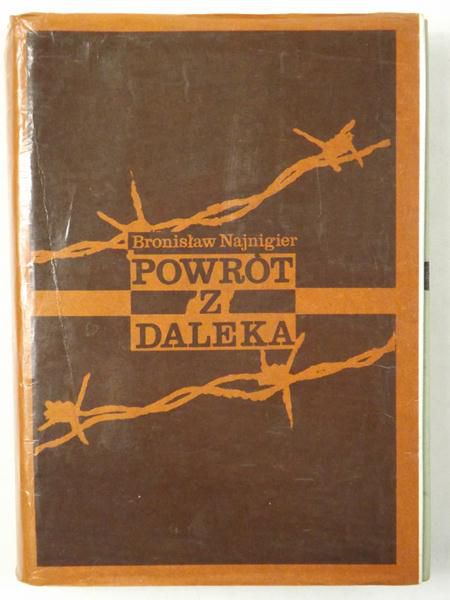 Bronisław Najnigier
POWRÓT
Z
DALEKA